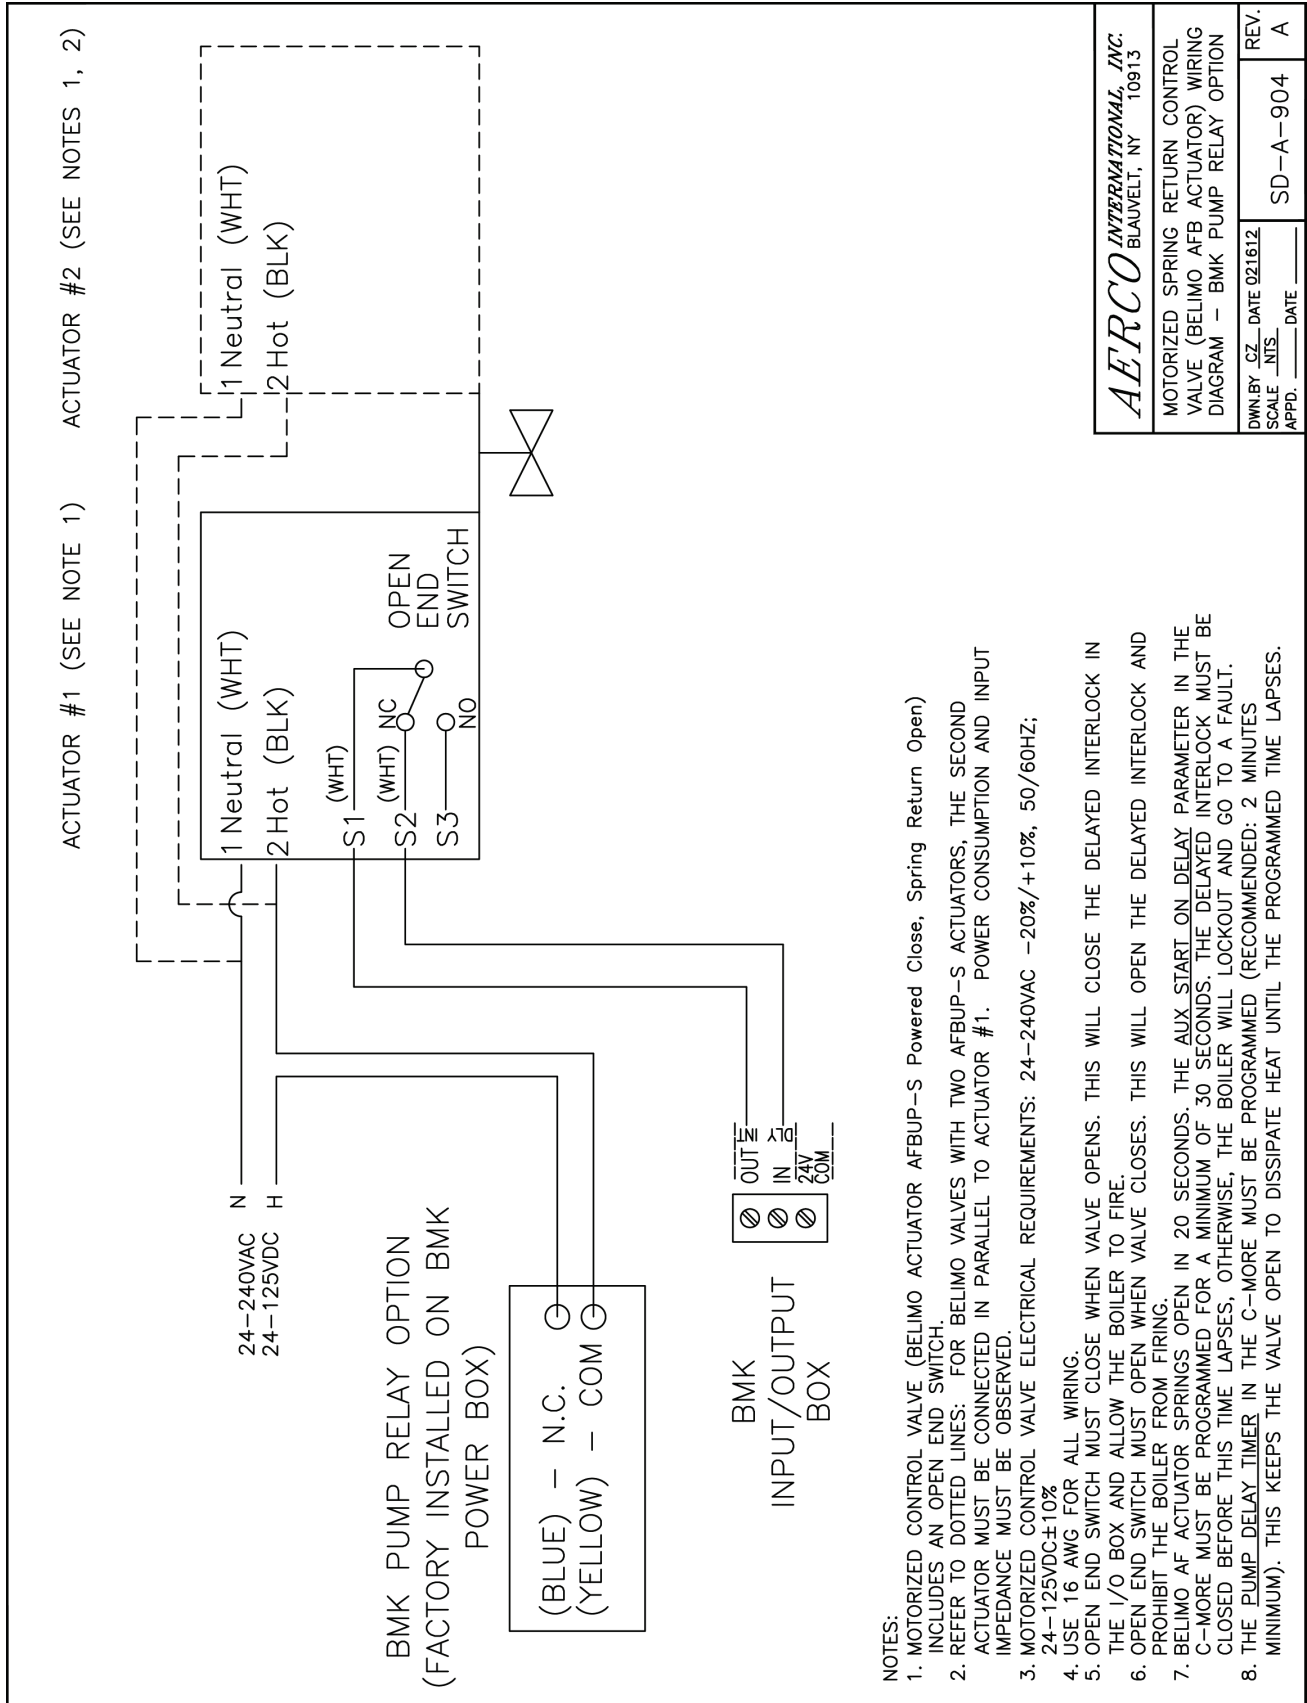 ACTUATOR #1 (SEE NOTE 1)
ACTUATOR #2 (SEE NOTES 1, 2)
24-240VAC
24-125VDC
N
H
1 Neutral (WHT)
2 Hot (BLK)
1 Neutral (WHT)
2 Hot (BLK)
S1 (WHT)
S2 (WHT) NC
S3 NO
OPEN
END
SWITCH
BMK PUMP RELAY OPTION
(FACTORY INSTALLED ON BMK
POWER BOX)
(BLUE) - N.C.
(YELLOW) - COM
BMK
INPUT/OUTPUT
BOX
OUT
IN
24V
COM
INT
DLY
NOTES:
1. MOTORIZED CONTROL VALVE (BELIMO ACTUATOR AFBUP-S Powered Close, Spring Return Open)
INCLUDES AN OPEN END SWITCH.
2. REFER TO DOTTED LINES: FOR BELIMO VALVES WITH TWO AFBUP-S ACTUATORS, THE SECOND
ACTUATOR MUST BE CONNECTED IN PARALLEL TO ACTUATOR #1. POWER CONSUMPTION AND INPUT
IMPEDANCE MUST BE OBSERVED.
3. MOTORIZED CONTROL VALVE ELECTRICAL REQUIREMENTS: 24-240VAC -20%/+10%, 50/60HZ;
24-125VDC±10%
4. USE 16 AWG FOR ALL WIRING.
5. OPEN END SWITCH MUST CLOSE WHEN VALVE OPENS. THIS WILL CLOSE THE DELAYED INTERLOCK IN
THE I/O BOX AND ALLOW THE BOILER TO FIRE.
6. OPEN END SWITCH MUST OPEN WHEN VALVE CLOSES. THIS WILL OPEN THE DELAYED INTERLOCK AND
PROHIBIT THE BOILER FROM FIRING.
7. BELIMO AF ACTUATOR SPRINGS OPEN IN 20 SECONDS. THE AUX START ON DELAY PARAMETER IN THE
C-MORE MUST BE PROGRAMMED FOR A MINIMUM OF 30 SECONDS. THE DELAYED INTERLOCK MUST BE
CLOSED BEFORE THIS TIME LAPSES, OTHERWISE, THE BOILER WILL LOCKOUT AND GO TO A FAULT.
8. THE PUMP DELAY TIMER IN THE C-MORE MUST BE PROGRAMMED (RECOMMENDED: 2 MINUTES
MINIMUM). THIS KEEPS THE VALVE OPEN TO DISSIPATE HEAT UNTIL THE PROGRAMMED TIME LAPSES.
AERCO INTERNATIONAL, INC.
BLAUVELT, NY 10913
MOTORIZED SPRING RETURN CONTROL
VALVE (BELIMO AFB ACTUATOR) WIRING
DIAGRAM - BMK PUMP RELAY OPTION
DWN.BY CZ DATE 021612
SCALE NTS
APPD. DATE
SD-A-904
REV.
A